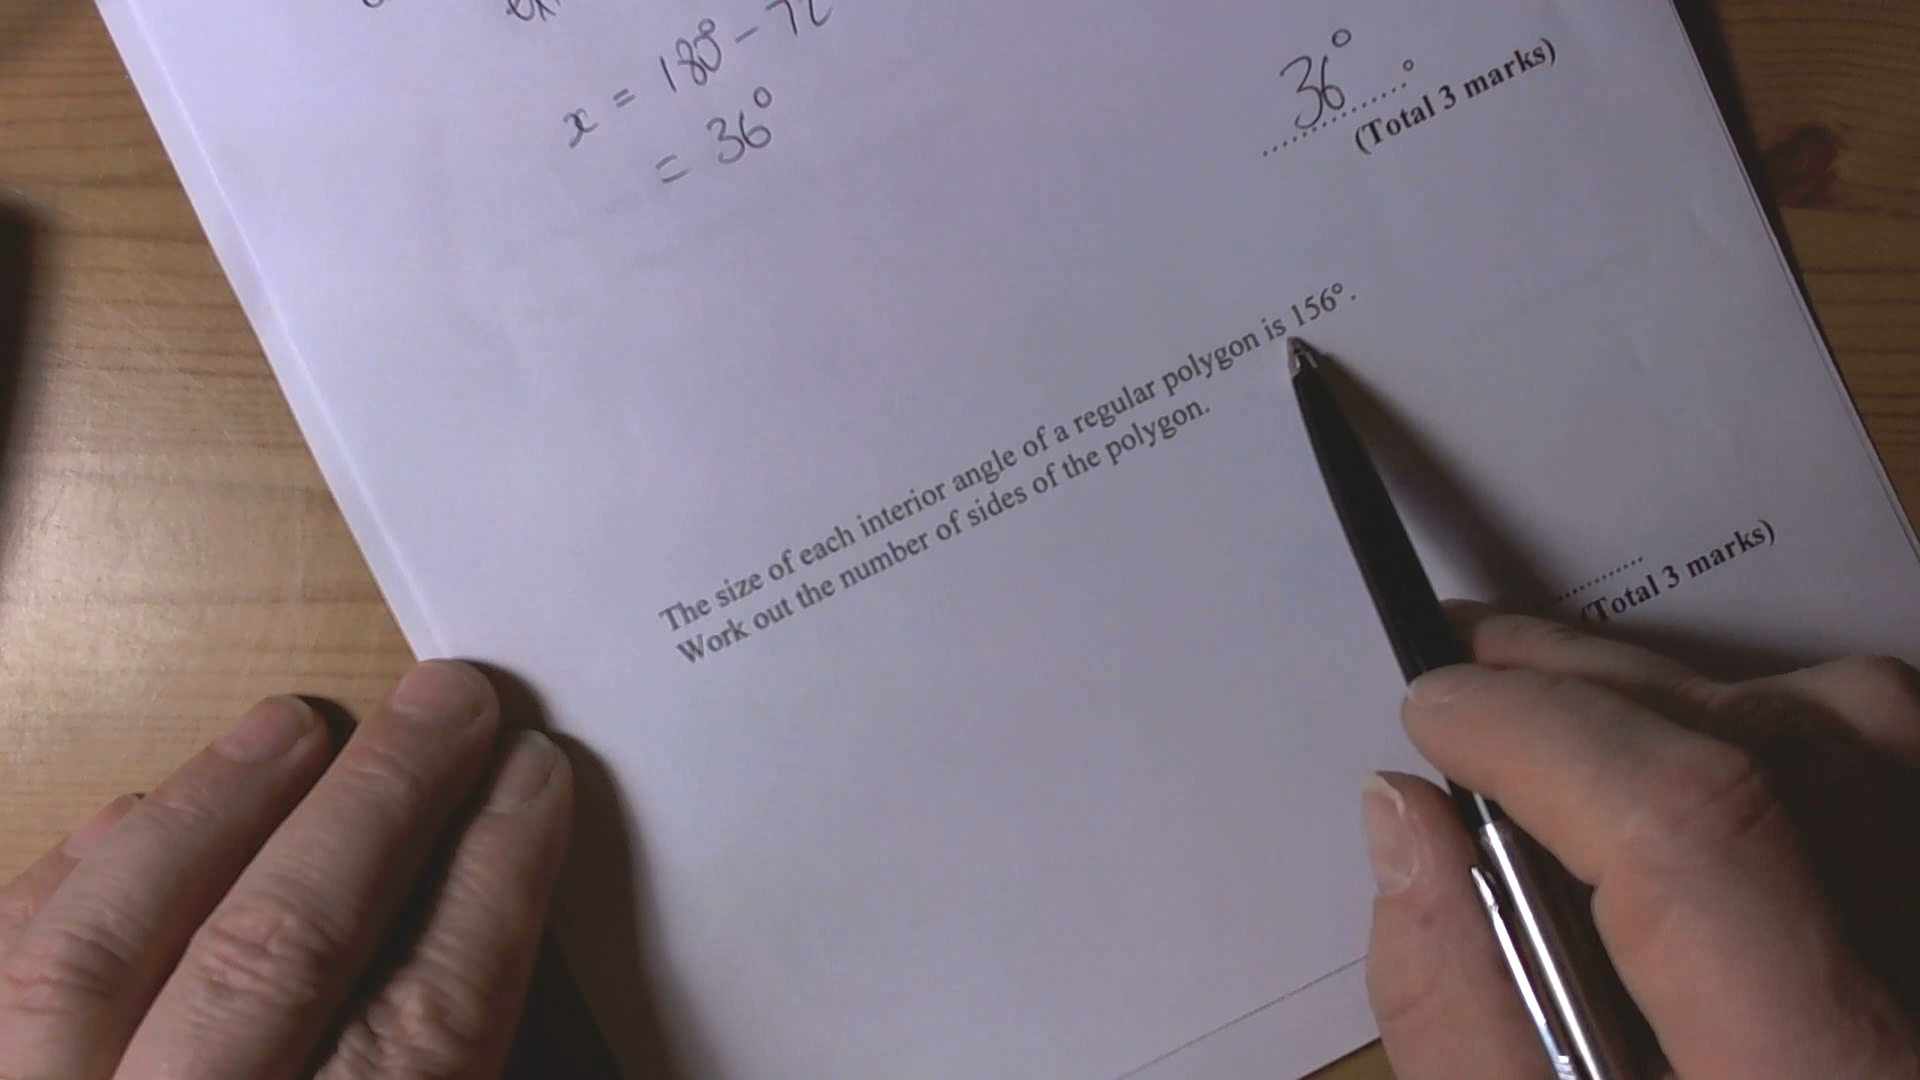 x = 180° - 72
= 36°
36°
.............°
(Total 3 marks)
The size of each interior angle of a regular polygon is 156°.
Work out the number of sides of the polygon.
............
(Total 3 marks)